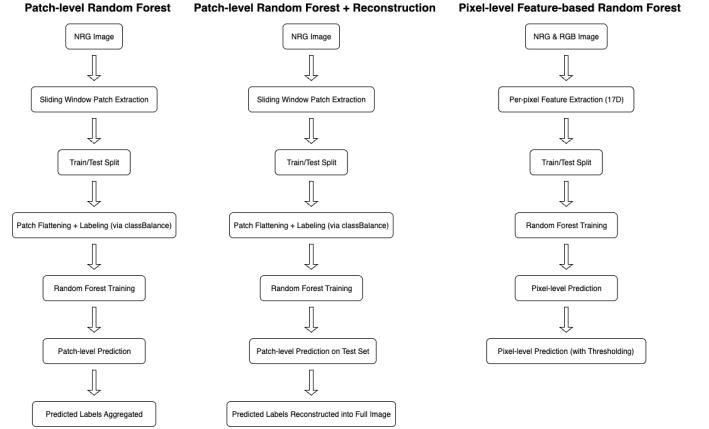 Patch-level Random Forest
NRG Image
Sliding Window Patch Extraction
Train/Test Split
Patch Flattening + Labeling (via classBalance)
Random Forest Training
Patch-level Prediction
Predicted Labels Aggregated
Patch-level Random Forest + Reconstruction
NRG Image
Sliding Window Patch Extraction
Train/Test Split
Patch Flattening + Labeling (via classBalance)
Random Forest Training
Patch-level Prediction on Test Set
Predicted Labels Reconstructed into Full Image
Pixel-level Feature-based Random Forest
NRG & RGB Image
Per-pixel Feature Extraction (17D)
Train/Test Split
Random Forest Training
Pixel-level Prediction
Pixel-level Prediction (with Thresholding)